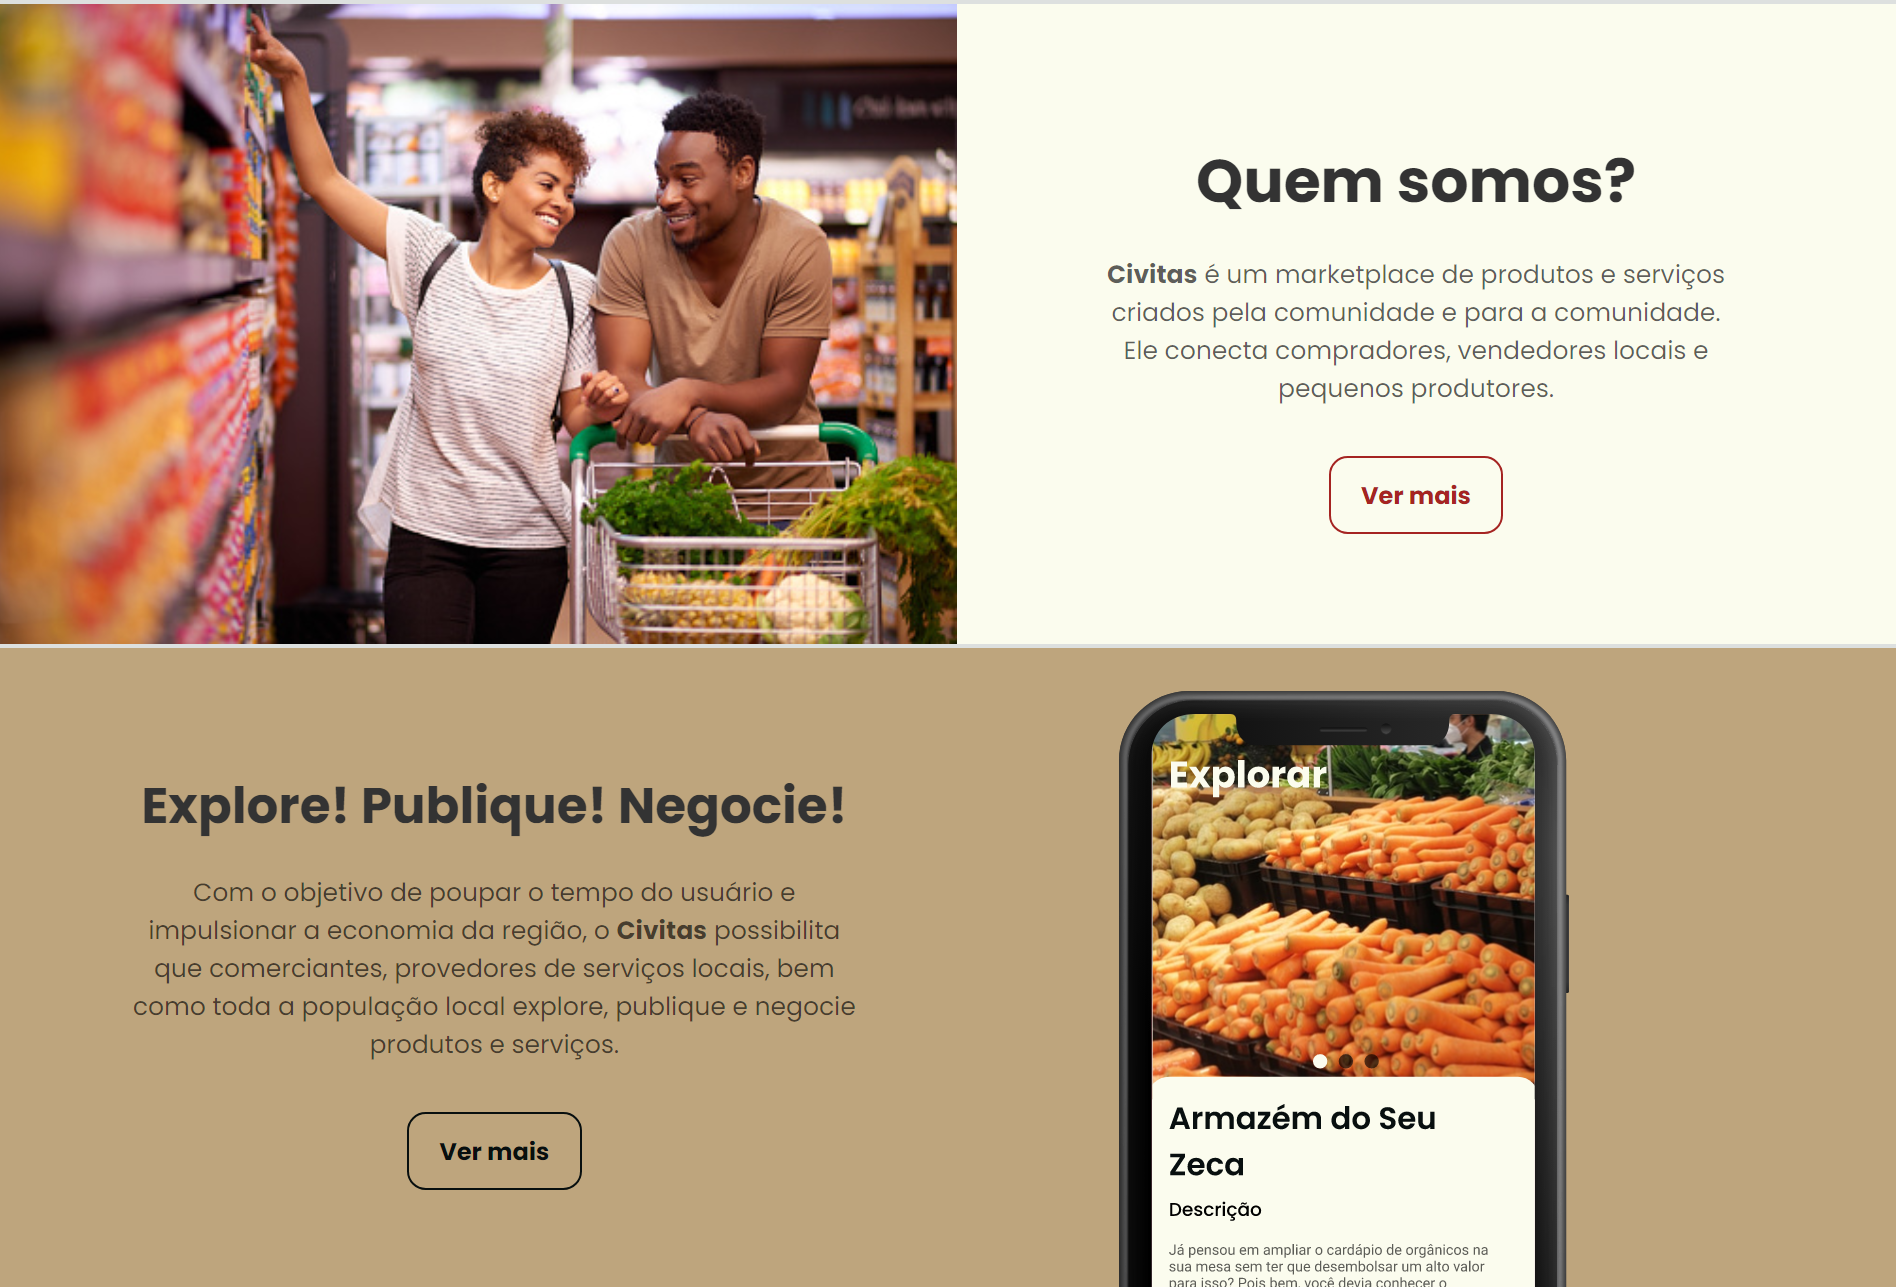 Quem somos?
Civitas é um marketplace de produtos e serviços
criados pela comunidade e para a comunidade.
Ele conecta compradores, vendedores locais e
pequenos produtores.
Ver mais
Explore! Publique! Negocie!
Com o objetivo de poupar o tempo do usuário e
impulsionar a economia da região, o Civitas possibilita
que comerciantes, provedores de serviços locais, bem
como toda a população local explore, publique e negocie
produtos e serviços.
Ver mais
Explorar
Armazém do Seu
Zeca
Descrição
Já pensou em ampliar o cardápio de orgânicos na
sua mesa sem ter que desembolsar um alto valor
para isso? Pois bem, você devia conhecer o